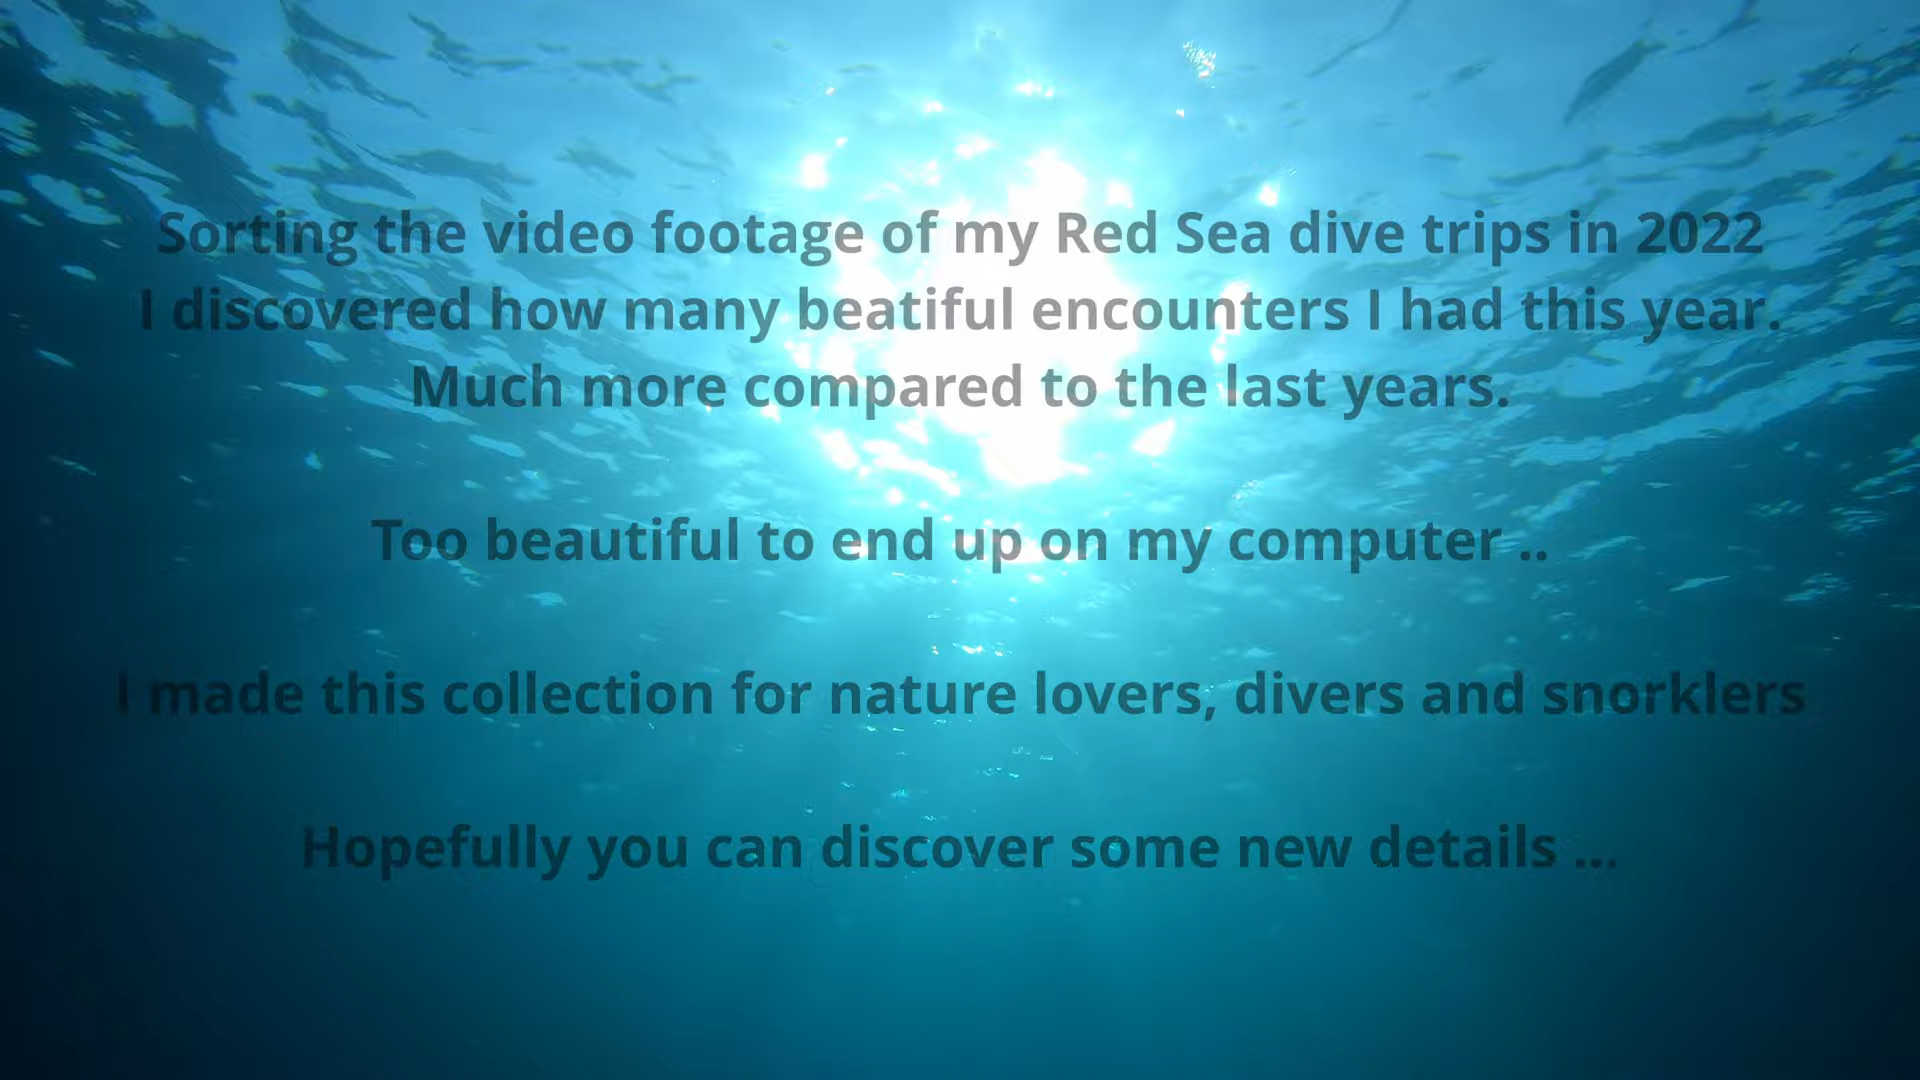 Sorting the video footage of my Red Sea dive trips in 2022
I discovered how many beatiful encounters I had this year.
Much more compared to the last years.
Too beautiful to end up on my computer ..
I made this collection for nature lovers, divers and snorklers
Hopefully you can discover some new details ...